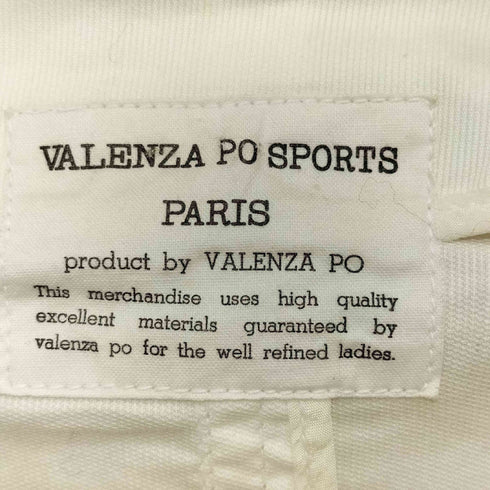 VALENZA PO SPORTS
PARIS
product by VALENZA PO
This merchandise uses high quality
excellent materials guaranteed by
valenza po for the well refined ladies.